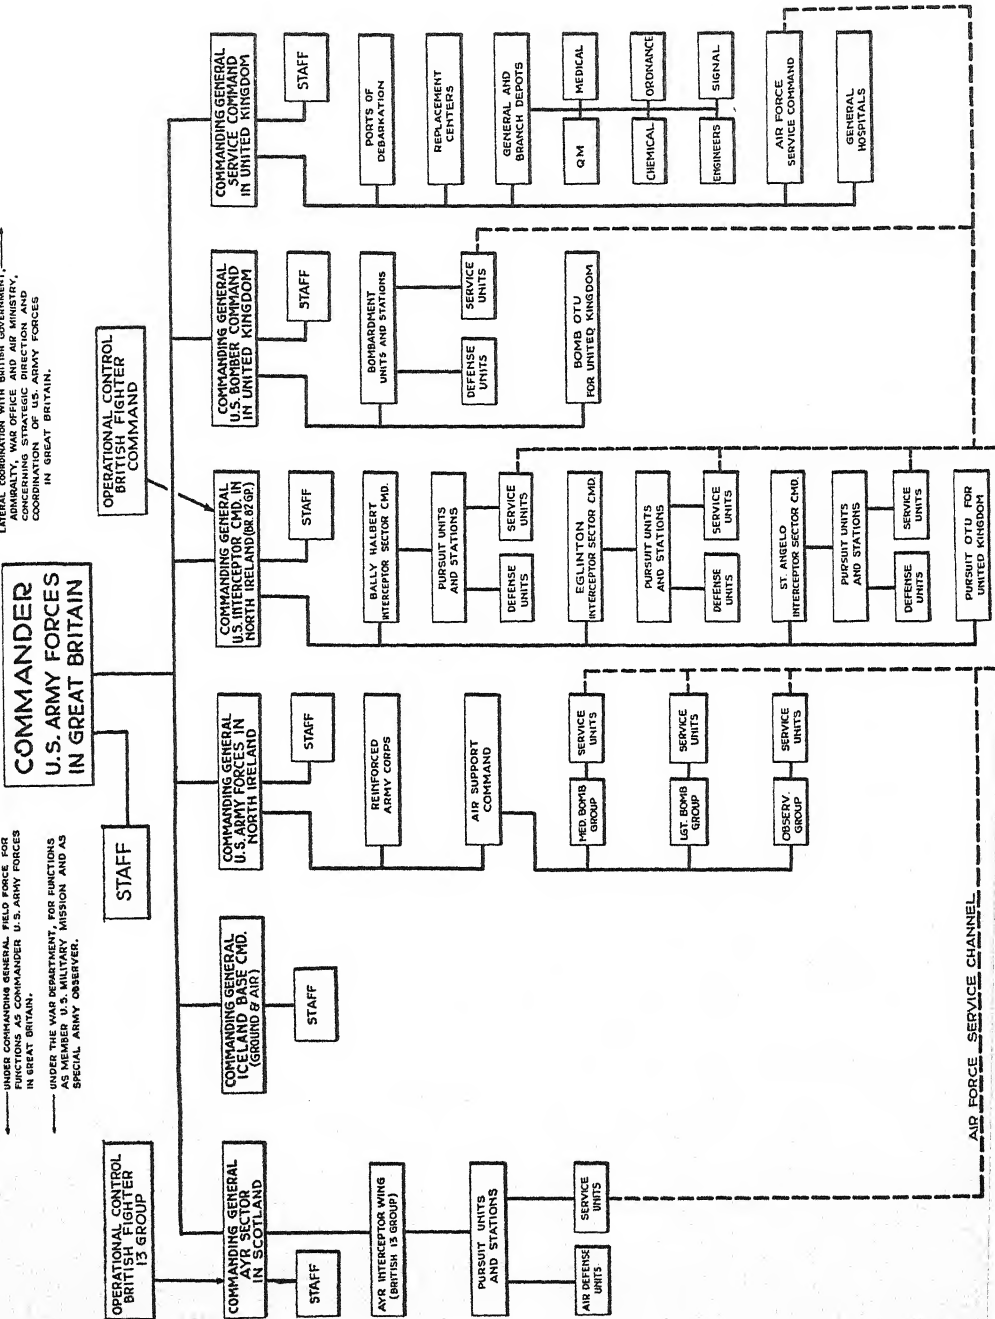 UNDER COMMANDING GENERAL FIELD FORCE FOR
FUNCTIONS AS COMMANDER U.S. ARMY FORCES
IN GREAT BRITAIN.
UNDER THE WAR DEPARTMENT, FOR FUNCTIONS
AS MEMBER U.S. MILITARY MISSION AND AS
SPECIAL ARMY OBSERVER.
COMMANDER
U.S. ARMY FORCES
IN GREAT BRITAIN
LATERAL COORDINATION WITH BRITISH GOVERNMENT,
ADMIRALTY, WAR OFFICE AND AIR MINISTRY,
CONCERNING STRATEGIC DIRECTION AND
COORDINATION OF U.S. ARMY FORCES
IN GREAT BRITAIN.
STAFF
OPERATIONAL CONTROL
BRITISH FIGHTER
13 GROUP
OPERATIONAL CONTROL
BRITISH FIGHTER
COMMAND
COMMANDING GENERAL
AYR SECTOR
IN SCOTLAND
STAFF
AYR INTERCEPTOR WING
(BRITISH 13 GROUP)
PURSUIT UNITS
AND STATIONS
AIR DEFENSE
UNITS
SERVICE
UNITS
COMMANDING GENERAL
ICELAND BASE CMD.
(GROUND & AIR)
STAFF
COMMANDING GENERAL
U.S. ARMY FORCES IN
NORTH IRELAND
STAFF
REINFORCED
ARMY CORPS
AIR SUPPORT
COMMAND
MED. BOMB
GROUP
SERVICE
UNITS
LGT. BOMB
GROUP
SERVICE
UNITS
OBSERV.
GROUP
SERVICE
UNITS
COMMANDING GENERAL
U.S. INTERCEPTOR CMD. IN
NORTH IRELAND (BR. 82 GP.)
STAFF
BALLY HALBERT
INTERCEPTOR SECTOR CMD.
PURSUIT UNITS
AND STATIONS
DEFENSE
UNITS
SERVICE
UNITS
EGLINTON
INTERCEPTOR SECTOR CMD.
PURSUIT UNITS
AND STATIONS
DEFENSE
UNITS
SERVICE
UNITS
ST. ANGELO
INTERCEPTOR SECTOR CMD.
PURSUIT UNITS
AND STATIONS
DEFENSE
UNITS
SERVICE
UNITS
PURSUIT OTU FOR
UNITED KINGDOM
COMMANDING GENERAL
U.S. BOMBER COMMAND
IN UNITED KINGDOM
STAFF
BOMBARDMENT
UNITS AND STATIONS
DEFENSE
UNITS
SERVICE
UNITS
BOMB OTU
FOR UNITED KINGDOM
COMMANDING GENERAL
SERVICE COMMAND
IN UNITED KINGDOM
STAFF
PORTS OF
DEBARKATION
REPLACEMENT
CENTERS
GENERAL AND
BRANCH DEPOTS
QM
MEDICAL
CHEMICAL
ORDNANCE
ENGINEERS
SIGNAL
AIR FORCE
SERVICE COMMAND
GENERAL
HOSPITALS
AIR FORCE SERVICE CHANNEL